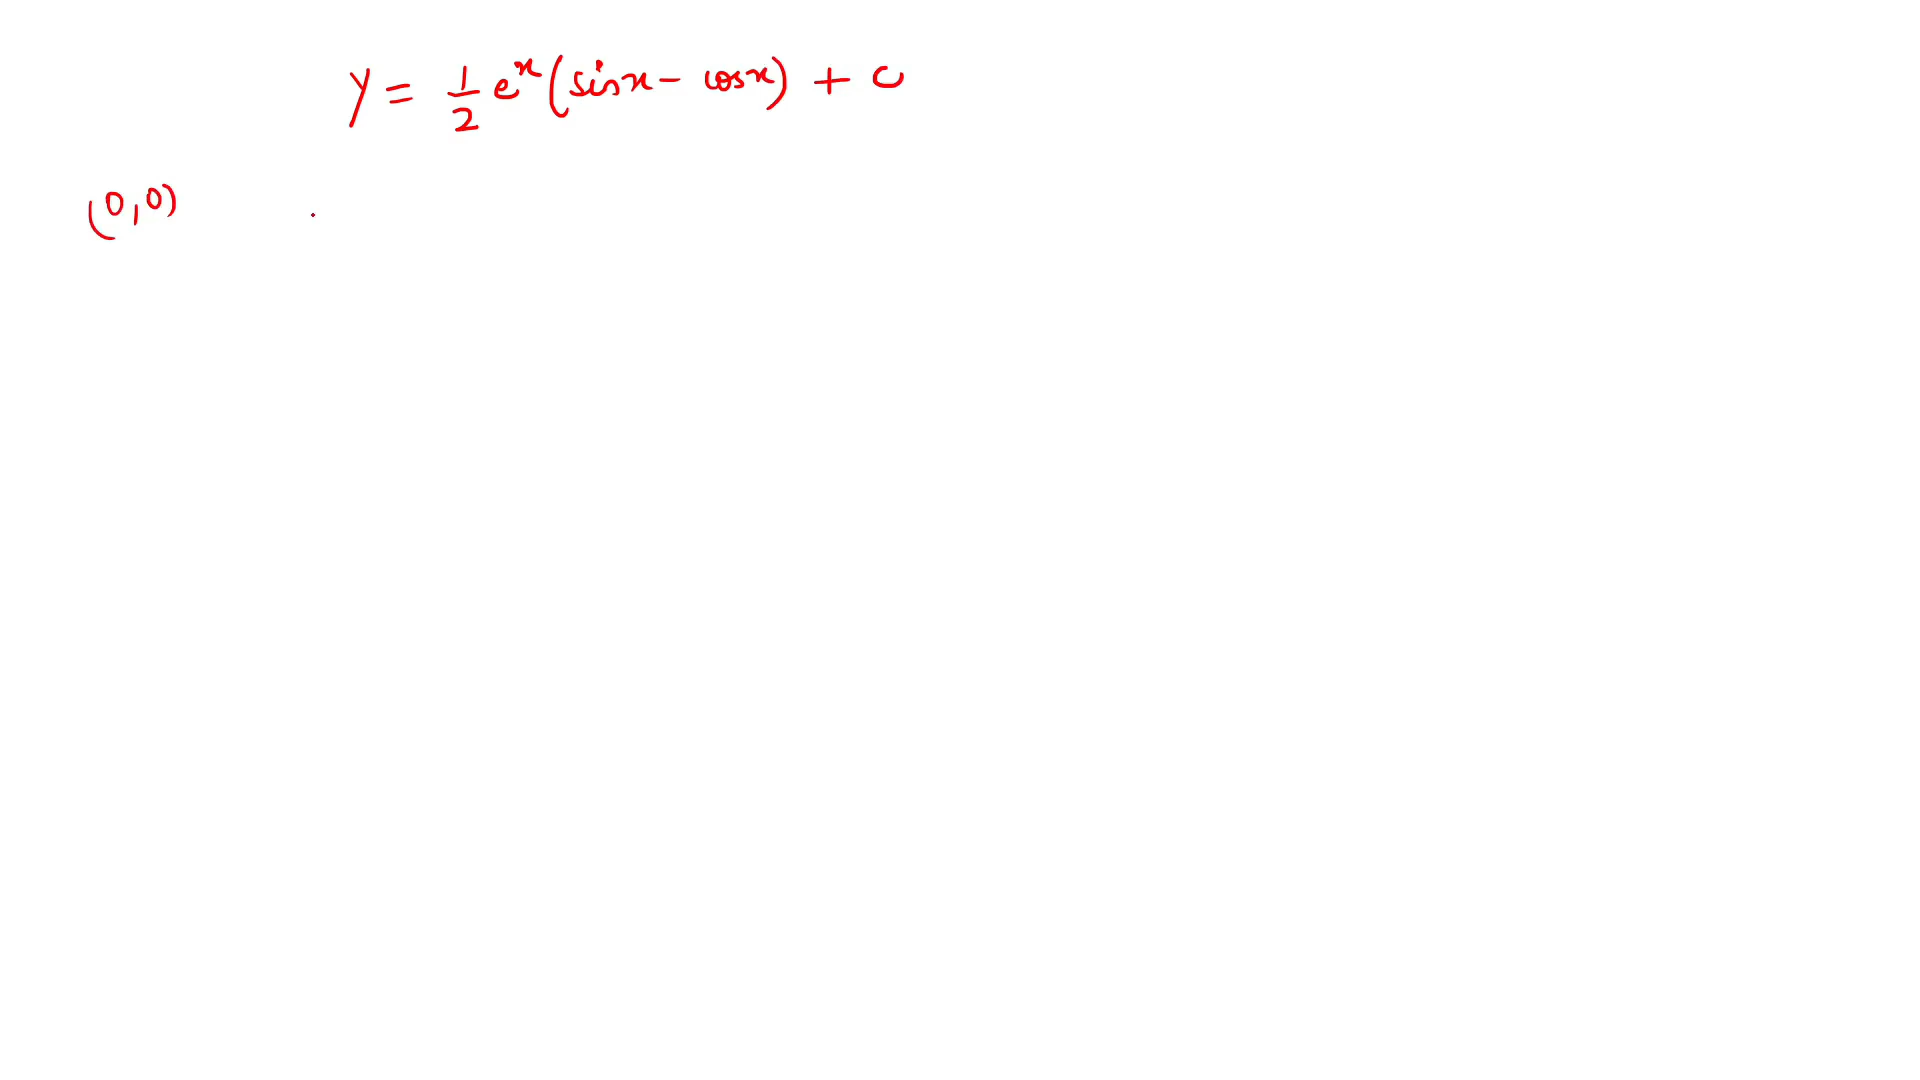 y = 1/2 e^x (sinx - cosx) + c
(0,0)